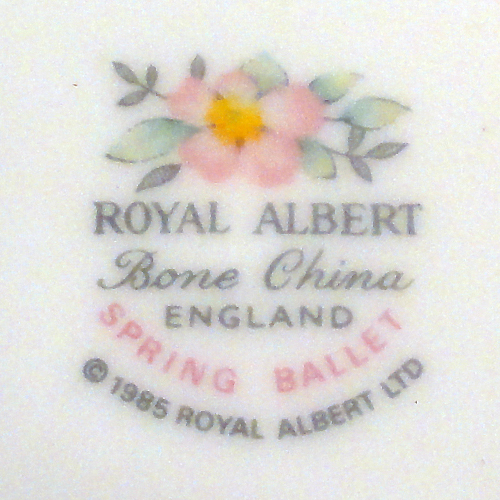 ROYAL ALBERT
Bone China
ENGLAND
SPRING BALLET
© 1985 ROYAL ALBERT LTD